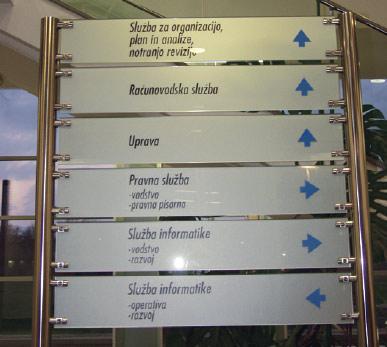 Služba za organizacijo,
plan in analize,
notranjo revizijo
Računovodska služba
Uprava
Pravna služba
-vodstvo
-pravna pisarna
Služba informatike
-vodstvo
-razvoj
Služba informatike
-operativa
-razvoj